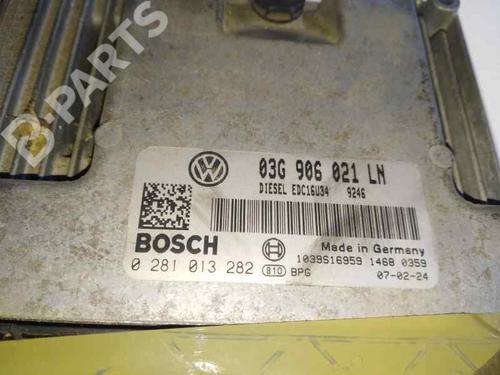 B-PARTS
03G 906 021 LN
DIESEL EDC16U34 9246
BOSCH
Made in Germany
1039S16959 1468 0359
0 281 013 282 810 BPG
07-02-24